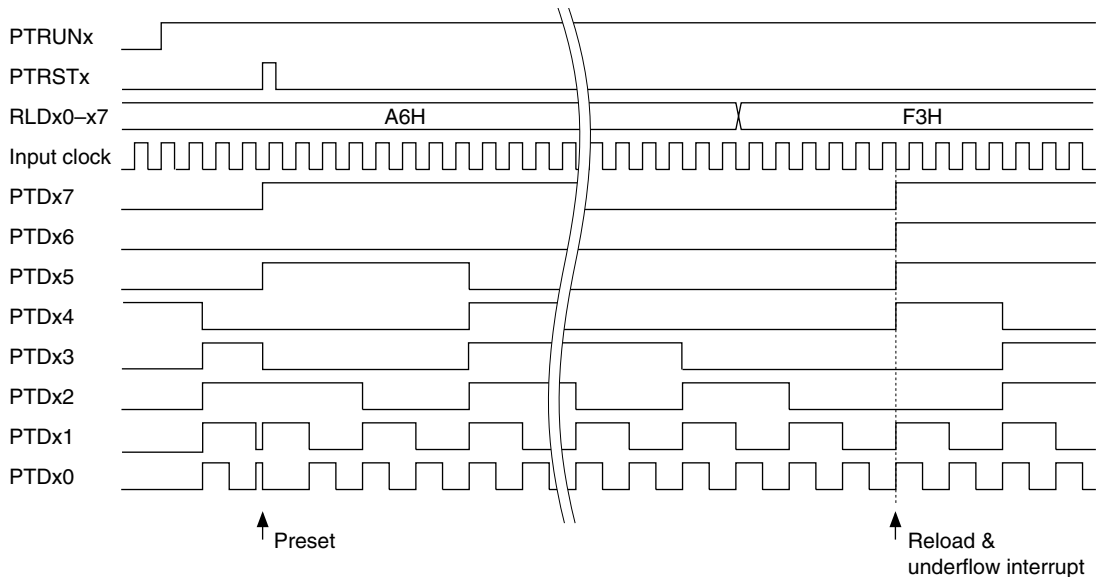 PTRUNx
PTRSTx
RLDx0–x7
A6H
F3H
Input clock
PTDx7
PTDx6
PTDx5
PTDx4
PTDx3
PTDx2
PTDx1
PTDx0
Preset
Reload &
underflow interrupt